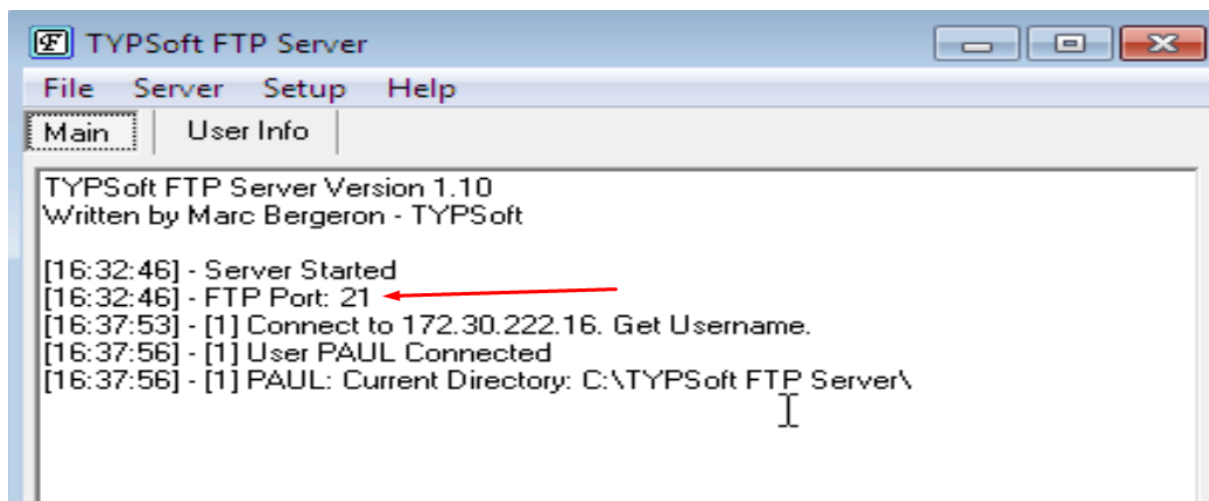 TYPSoft FTP Server
File Server Setup Help
Main User Info
TYPSoft FTP Server Version 1.10
Written by Marc Bergeron - TYPSoft
[16:32:46] - Server Started
[16:32:46] - FTP Port: 21
[16:37:53] - [1] Connect to 172.30.222.16. Get Username.
[16:37:56] - [1] User PAUL Connected
[16:37:56] - [1] PAUL: Current Directory: C:\TYPSoft FTP Server\